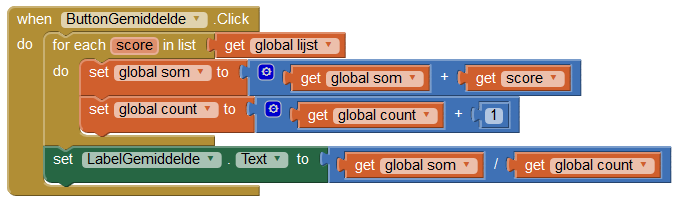 when ButtonGemiddelde .Click
do for each score in list get global lijst
do set global som to get global som + get score
set global count to get global count + 1
set LabelGemiddelde . Text to get global som / get global count